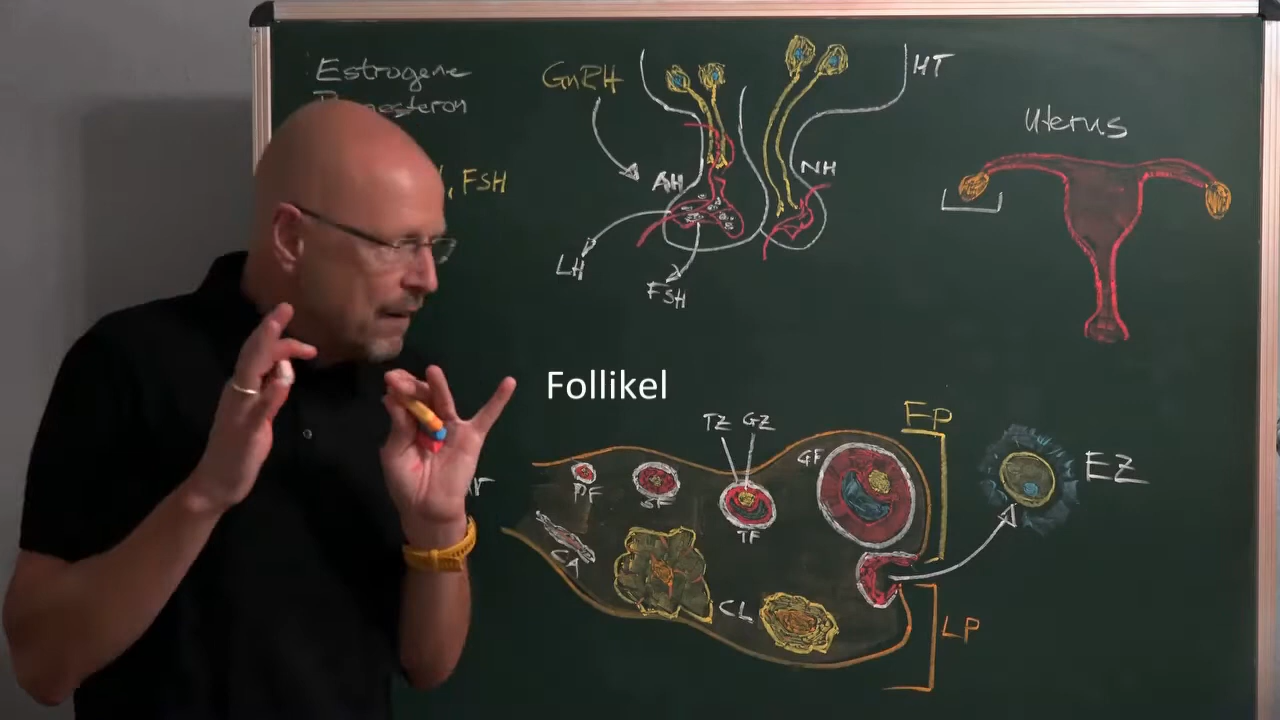 Estrogene
GnRH
HT
Uterus
AH
NH
, FSH
LH
FSH
Follikel
TZ GZ
Ep
GF
EZ
PF
SF
TF
CA
CL
LP